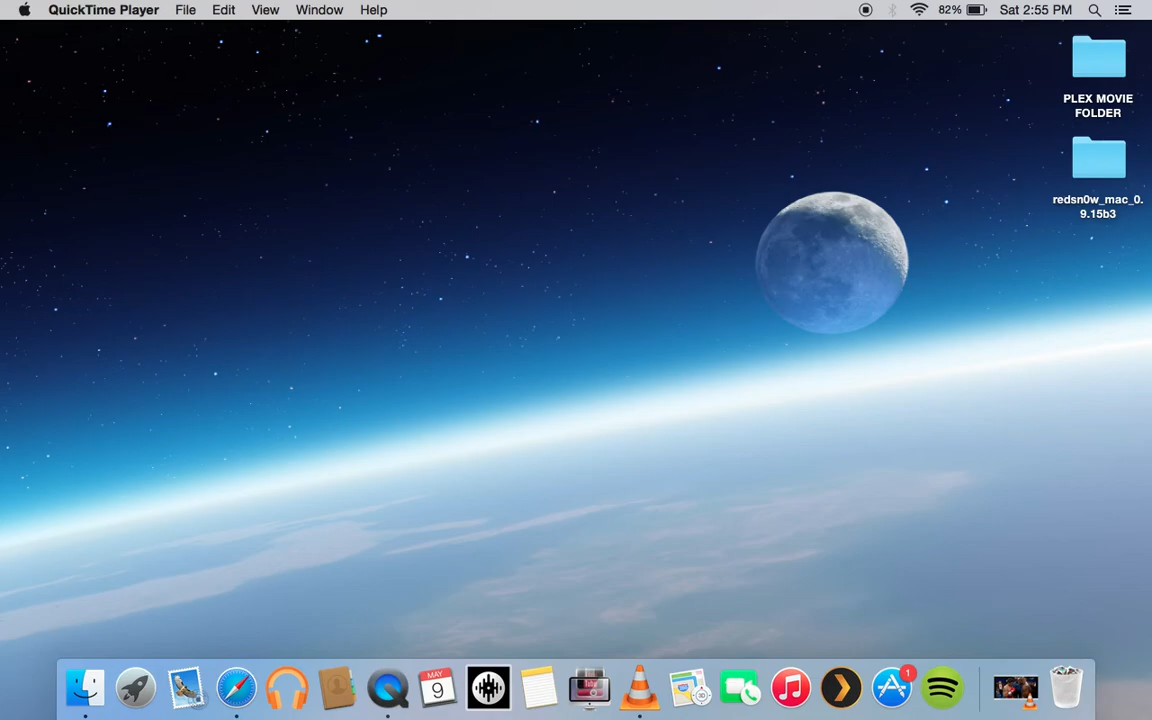 QuickTime Player File Edit View Window Help 82% Sat 2:55 PM
PLEX MOVIE
FOLDER
redsn0w_mac_0.
9.15b3
MAY
9
3D
1